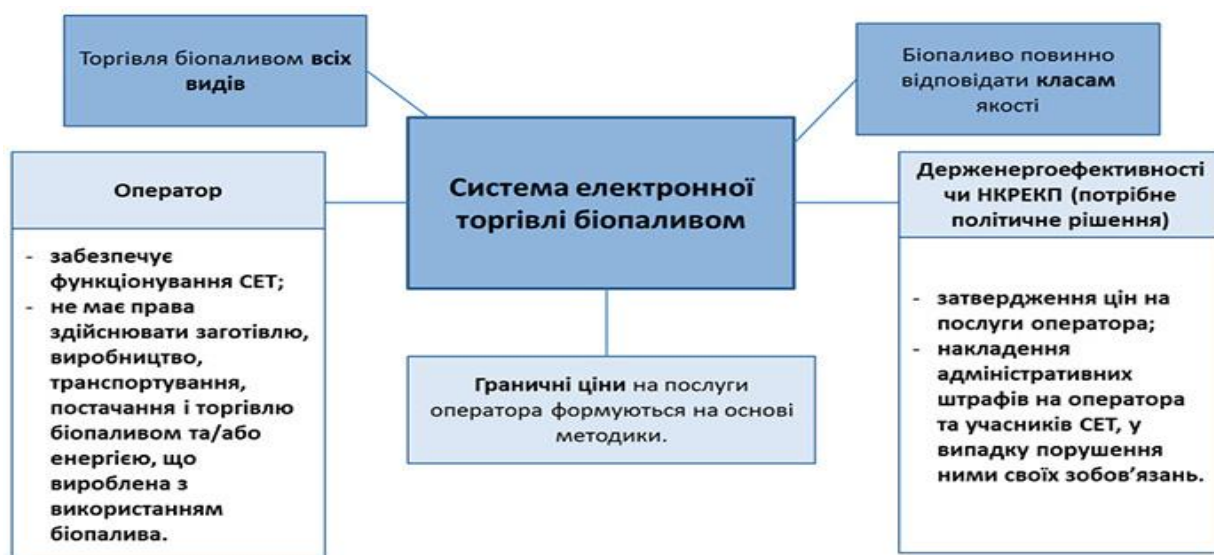 Торгівля біопаливом всіх
видів
Біопаливо повинно
відповідати класам
якості
Система електронної
торгівлі біопаливом
Оператор
- забезпечує
функціонування СЕТ;
- не має права
здійснювати заготівлю,
виробництво,
транспортування,
постачання і торгівлю
біопаливом та/або
енергією, що
вироблена з
використанням
біопалива.
Граничні ціни на послуги
оператора формуються на основі
методики.
Держенергоефективності
чи НКРЕКП (потрібне
політичне рішення)
- затвердження цін на
послуги оператора;
- накладення
адміністративних
штрафів на оператора
та учасників СЕТ, у
випадку порушення
ними своїх зобов’язань.